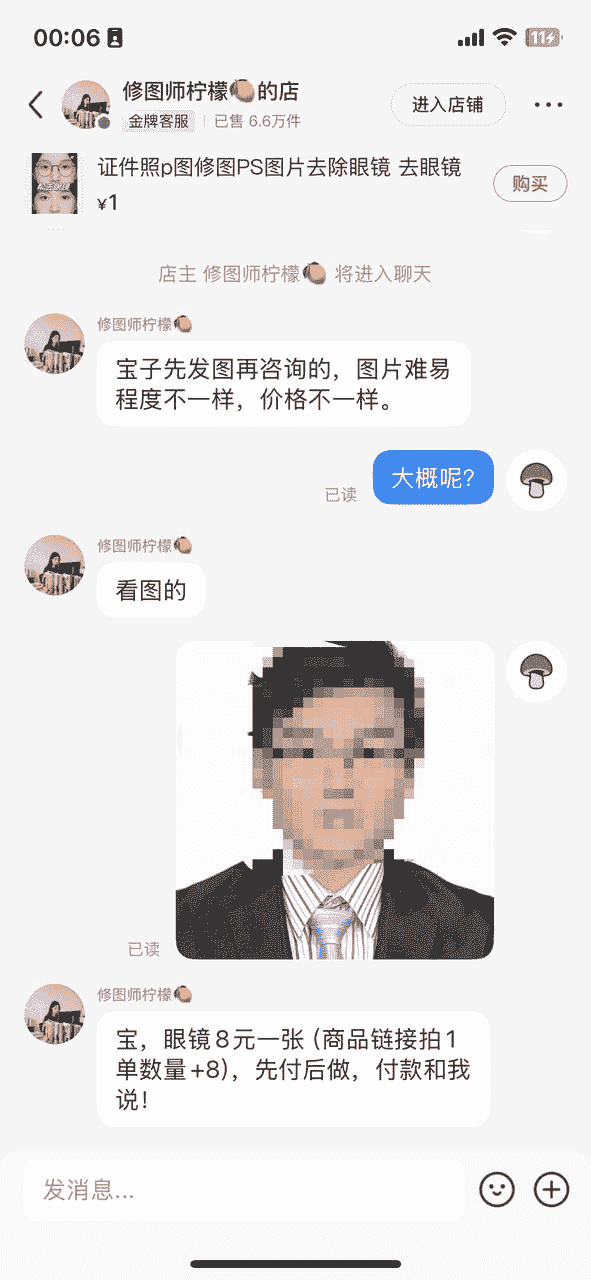 00:06
11
修图师柠檬🍋的店
进入店铺
金牌客服
已售 6.6万件
证件照p图修图PS图片去除眼镜 去眼镜
¥1
购买
店主 修图师柠檬🍋 将进入聊天
修图师柠檬🍋
宝子先发图再咨询的，图片难易
程度不一样，价格不一样。
大概呢？
已读
修图师柠檬🍋
看图的
已读
修图师柠檬🍋
宝，眼镜8元一张（商品链接拍1
单数量+8），先付后做，付款和我
说！
发消息...